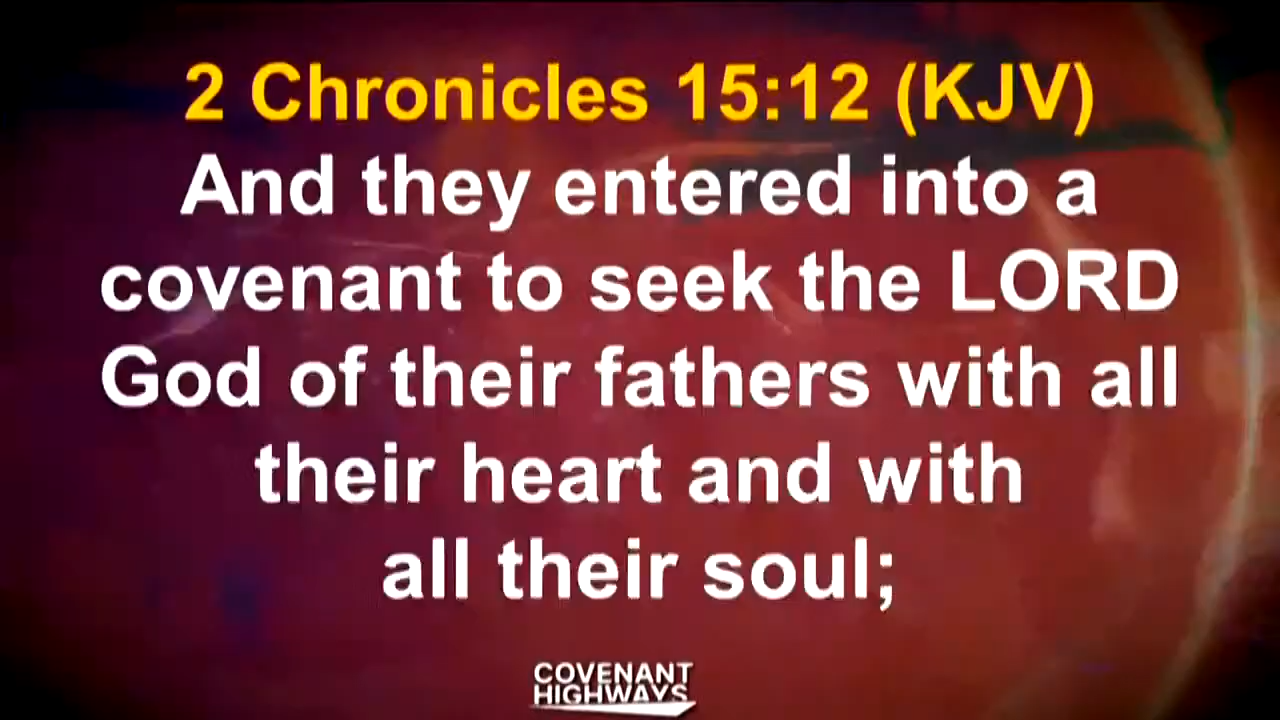 2 Chronicles 15:12 (KJV)
And they entered into a
covenant to seek the LORD
God of their fathers with all
their heart and with
all their soul;
COVENANT
HIGHWAYS